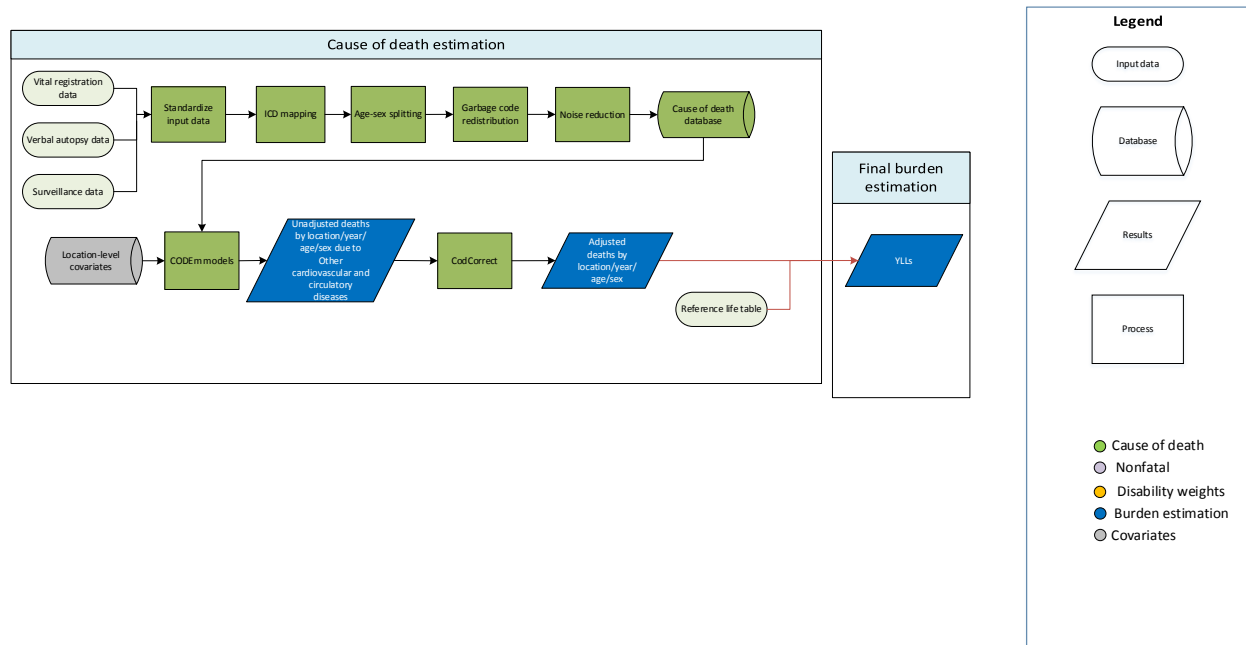 Cause of death estimation
Vital registration
data
Verbal autopsy data
Surveillance data
Standardize
input data
ICD mapping
Age-sex splitting
Garbage code
redistribution
Noise reduction
Cause of death
database
Location-level
covariates
CODEm models
Unadjusted deaths
by location/year/
age/sex due to
Other
cardiovascular and
circulatory
diseases
CodCorrect
Adjusted
deaths by
location/year/
age/sex
Reference life table
Final burden
estimation
YLLs
Legend
Input data
Database
Results
Process
Cause of death
Nonfatal
Disability weights
Burden estimation
Covariates